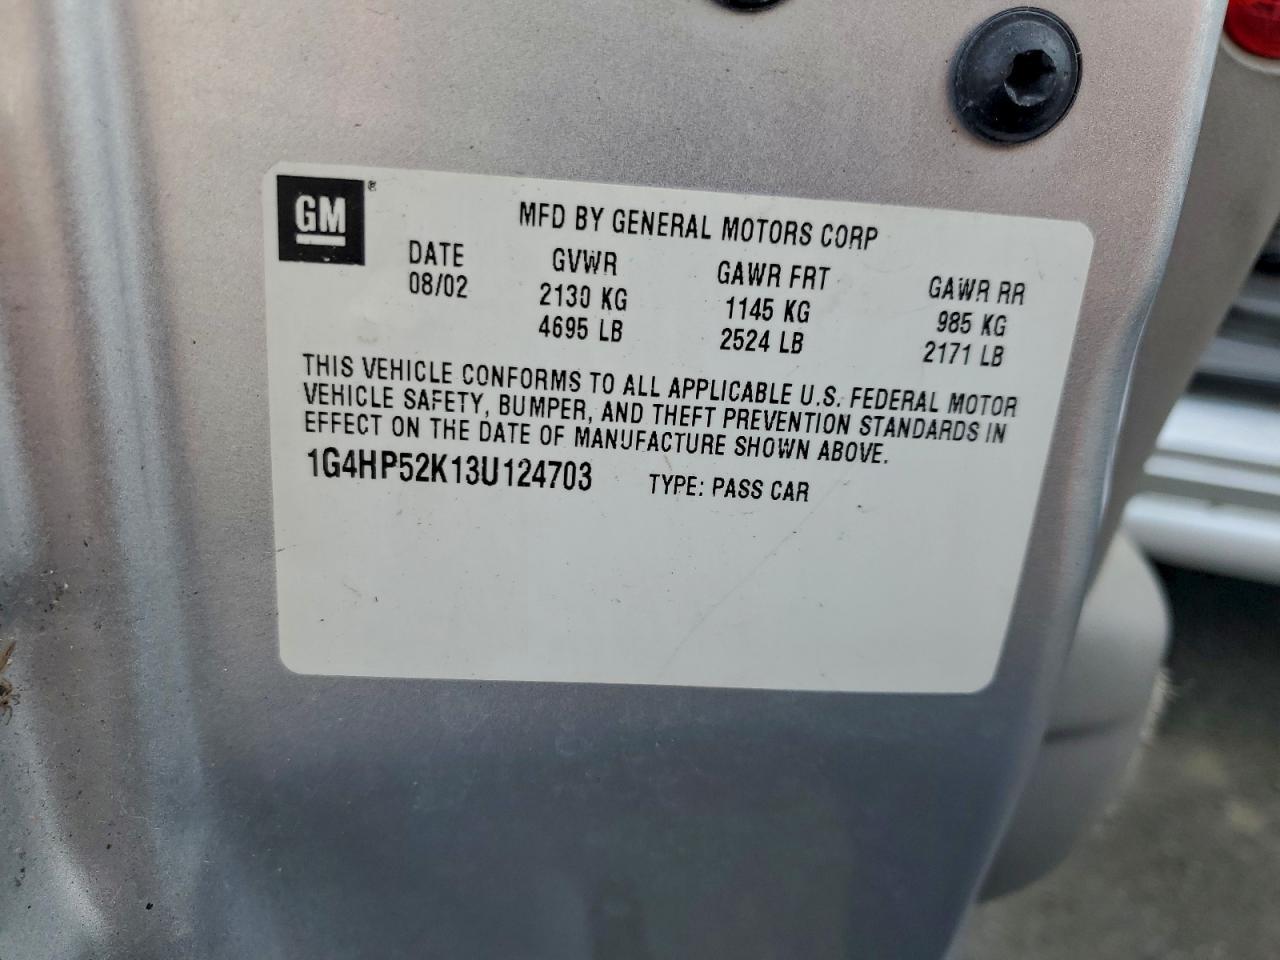 GM®
MFD BY GENERAL MOTORS CORP
DATE GVWR GAWR FRT GAWR RR
08/02 2130 KG 1145 KG 985 KG
4695 LB 2524 LB 2171 LB
THIS VEHICLE CONFORMS TO ALL APPLICABLE U.S. FEDERAL MOTOR
VEHICLE SAFETY, BUMPER, AND THEFT PREVENTION STANDARDS IN
EFFECT ON THE DATE OF MANUFACTURE SHOWN ABOVE.
1G4HP52K13U124703 TYPE: PASS CAR